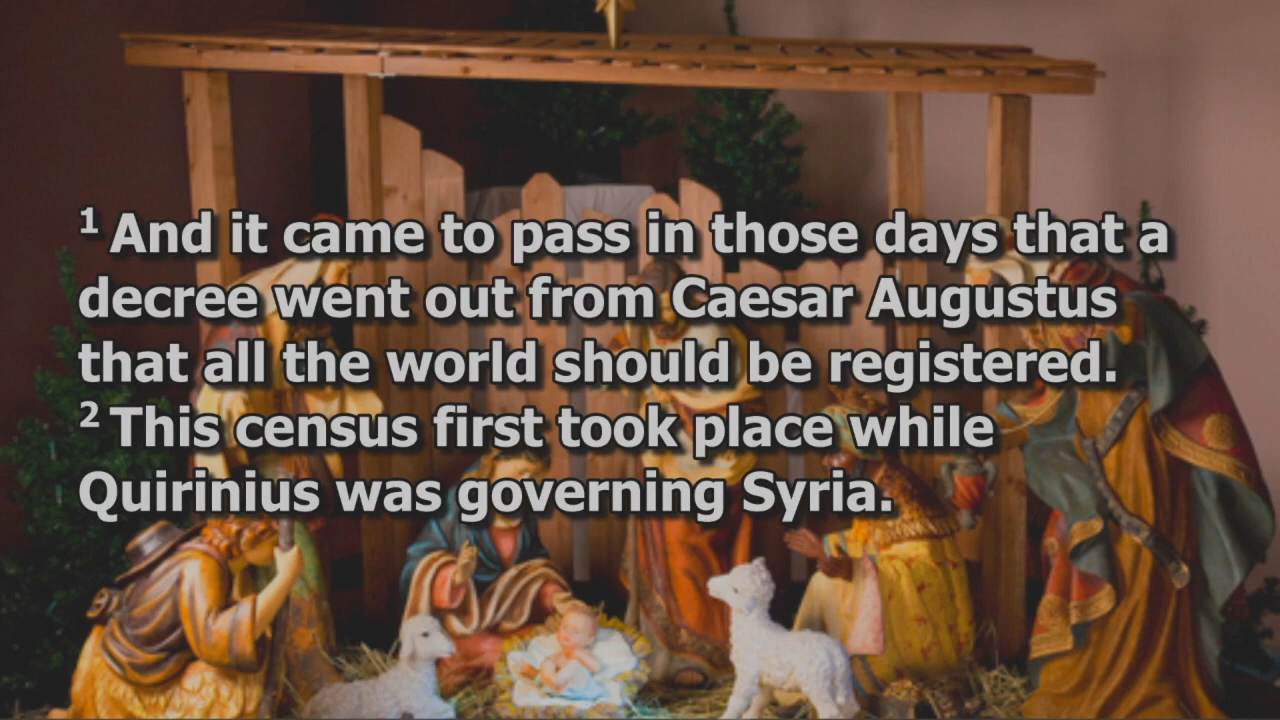 ¹ And it came to pass in those days that a
decree went out from Caesar Augustus
that all the world should be registered.
² This census first took place while
Quirinius was governing Syria.